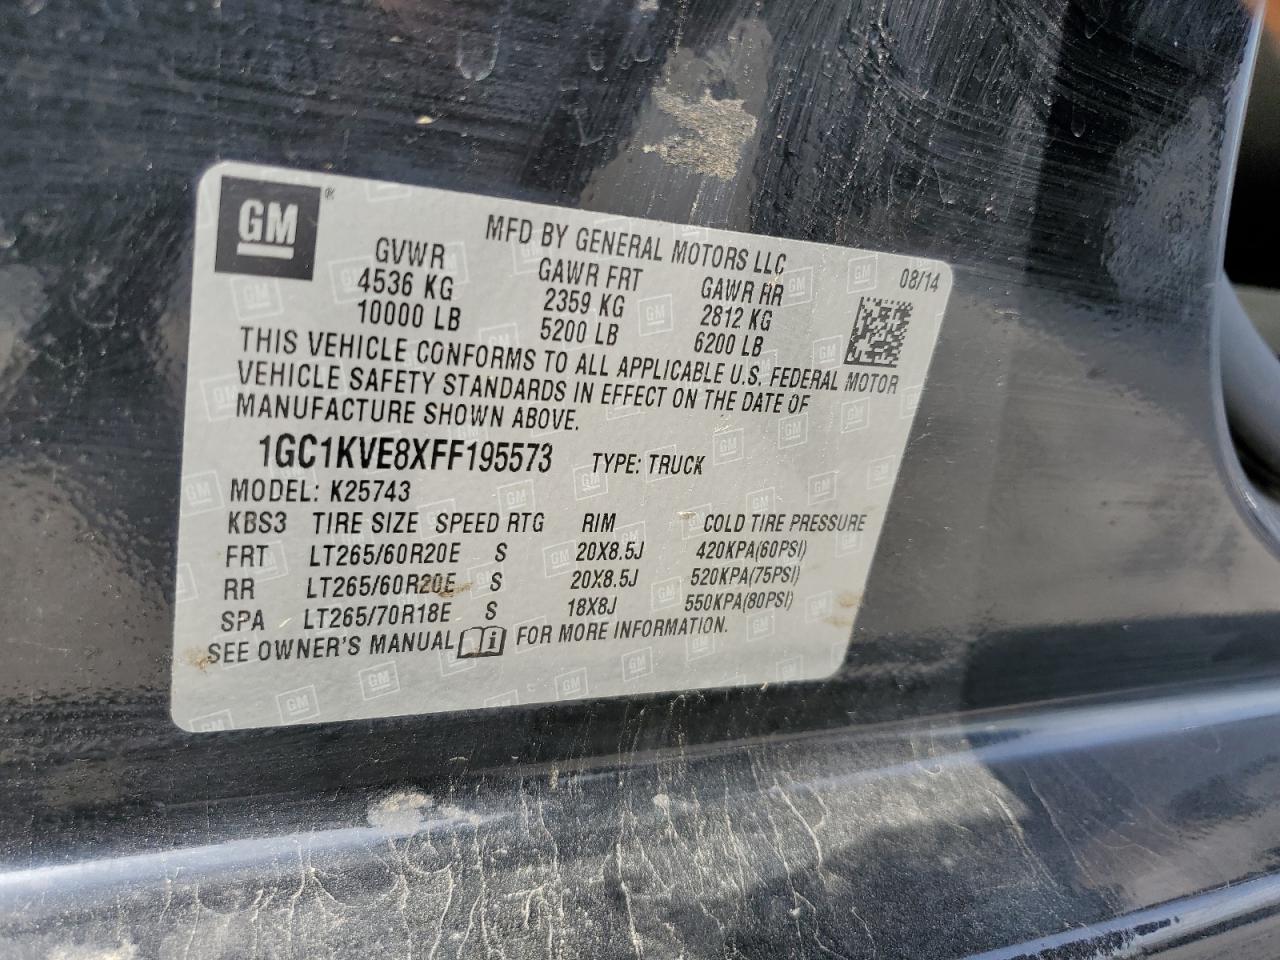 GM ®
MFD BY GENERAL MOTORS LLC
08/14
GVWR GAWR FRT GAWR RR
4536 KG 2359 KG 2812 KG
10000 LB 5200 LB 6200 LB
THIS VEHICLE CONFORMS TO ALL APPLICABLE U.S. FEDERAL MOTOR
VEHICLE SAFETY STANDARDS IN EFFECT ON THE DATE OF
MANUFACTURE SHOWN ABOVE.
1GC1KVE8XFF195573 TYPE: TRUCK
MODEL: K25743
KBS3 TIRE SIZE SPEED RTG RIM COLD TIRE PRESSURE
FRT LT265/60R20E S 20X8.5J 420KPA(60PSI)
RR LT265/60R20E S 20X8.5J 520KPA(75PSI)
SPA LT265/70R18E S 18X8J 550KPA(80PSI)
SEE OWNER'S MANUAL i FOR MORE INFORMATION.